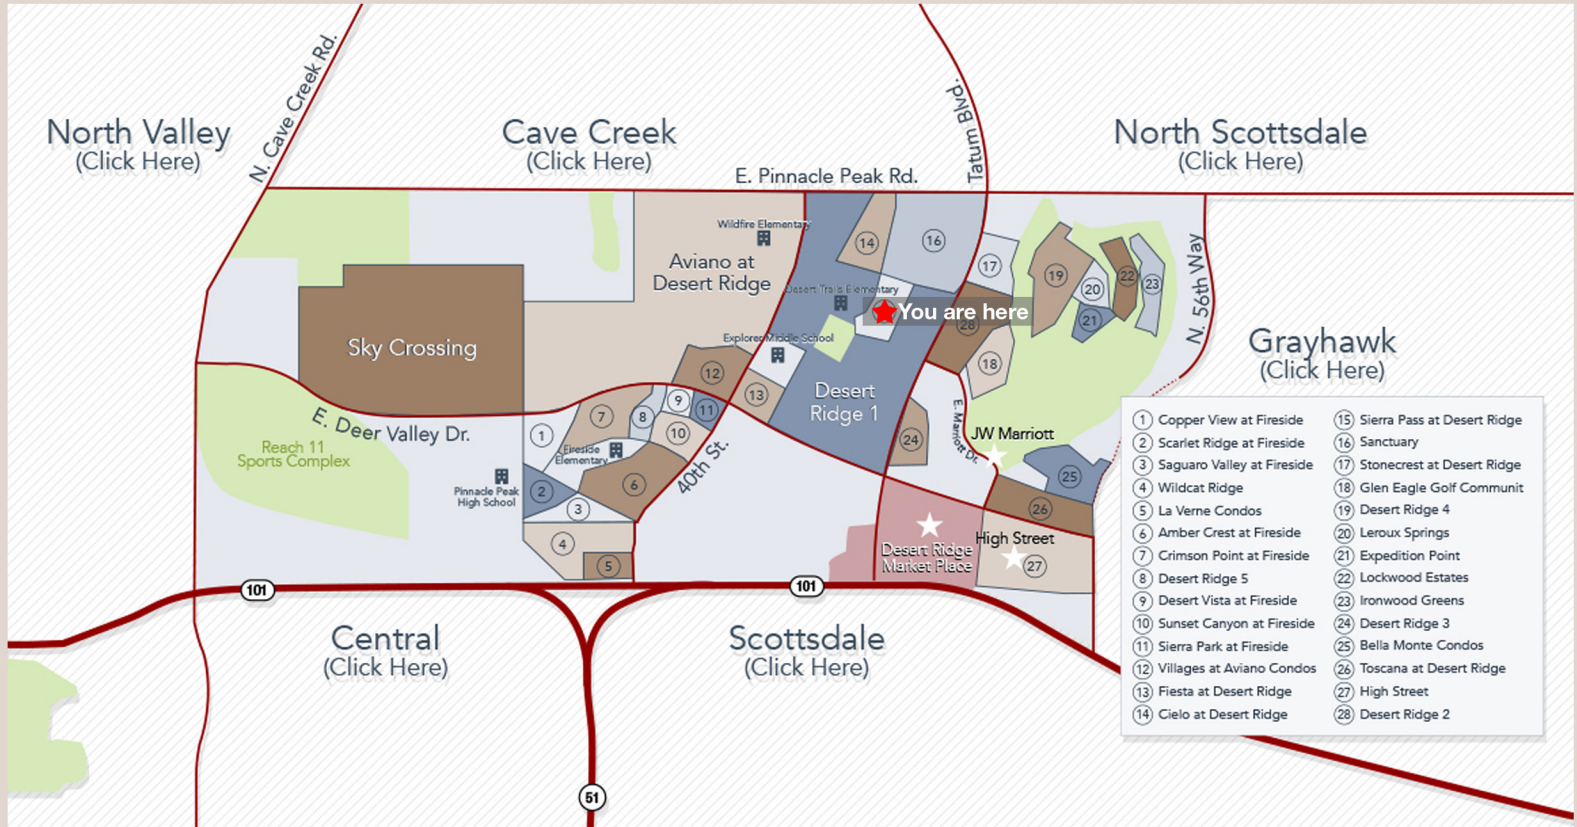 N. Cave Creek Rd.
Tatum Blvd.
North Valley
(Click Here)
Cave Creek
(Click Here)
North Scottsdale
(Click Here)
E. Pinnacle Peak Rd.
Wildfire Elementary
14
16
Aviano at
Desert Ridge
17
19
20
22
23
21
N. 56th Way
Desert Trails Elementary
You are here
28
Explorer Middle School
Sky Crossing
Grayhawk
(Click Here)
18
12
13
Desert
Ridge 1
E. Deer Valley Dr.
7
8
9
11
10
1
Fireside
Elementary
24
E. Marriott Dr.
JW Marriott
Reach 11
Sports Complex
40th St.
Pinnacle Peak
High School
2
6
3
25
26
4
5
Desert Ridge
Market Place
High Street
27
101
101
Central
(Click Here)
Scottsdale
(Click Here)
51
1 Copper View at Fireside
2 Scarlet Ridge at Fireside
3 Saguaro Valley at Fireside
4 Wildcat Ridge
5 La Verne Condos
6 Amber Crest at Fireside
7 Crimson Point at Fireside
8 Desert Ridge 5
9 Desert Vista at Fireside
10 Sunset Canyon at Fireside
11 Sierra Park at Fireside
12 Villages at Aviano Condos
13 Fiesta at Desert Ridge
14 Cielo at Desert Ridge
15 Sierra Pass at Desert Ridge
16 Sanctuary
17 Stonecrest at Desert Ridge
18 Glen Eagle Golf Communit
19 Desert Ridge 4
20 Leroux Springs
21 Expedition Point
22 Lockwood Estates
23 Ironwood Greens
24 Desert Ridge 3
25 Bella Monte Condos
26 Toscana at Desert Ridge
27 High Street
28 Desert Ridge 2